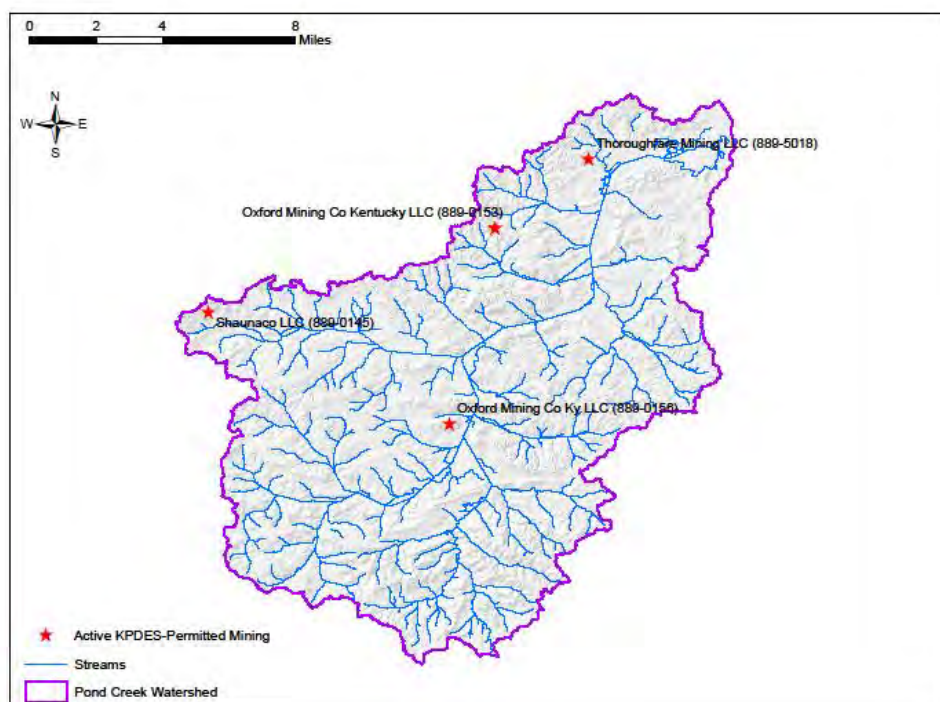 0 2 4 8
Miles
N
W E
S
Thoroughfare Mining LLC (889-5018)
Oxford Mining Co Kentucky LLC (889-0153)
Shaunaco LLC (889-0145)
Oxford Mining Co Ky LLC (889-0156)
Active KPDES-Permitted Mining
Streams
Pond Creek Watershed